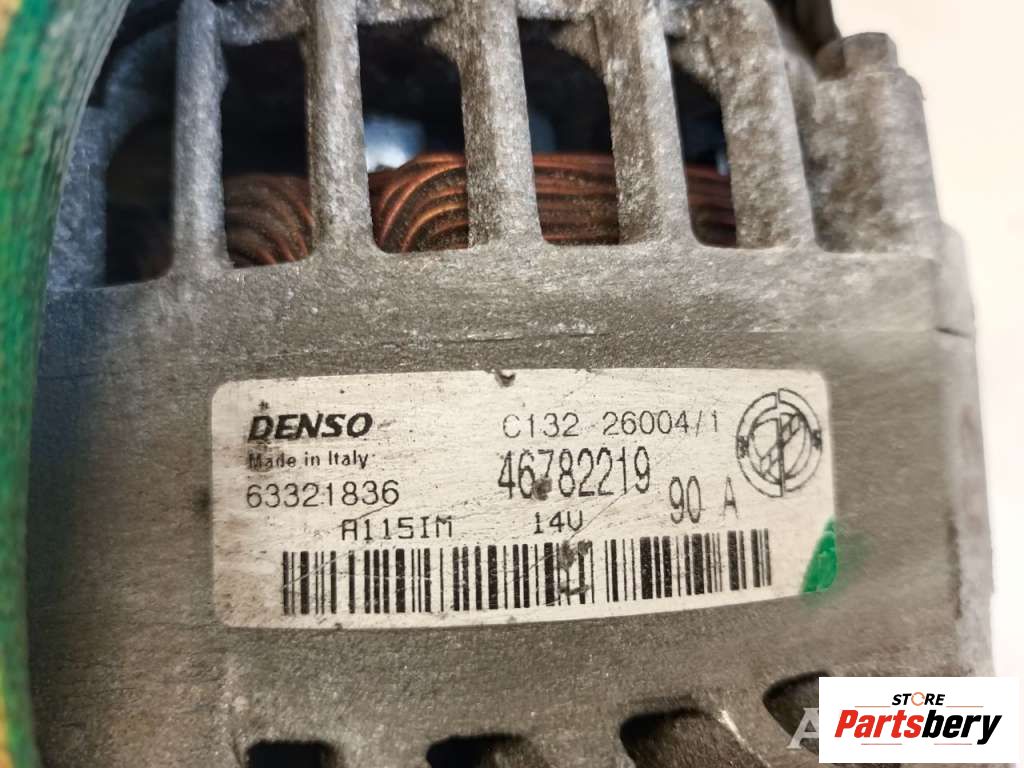 DENSO
C132 26004/1
Made in Italy
46782219
63321836
90 A
A115IM
14V
STORE
Partsbery